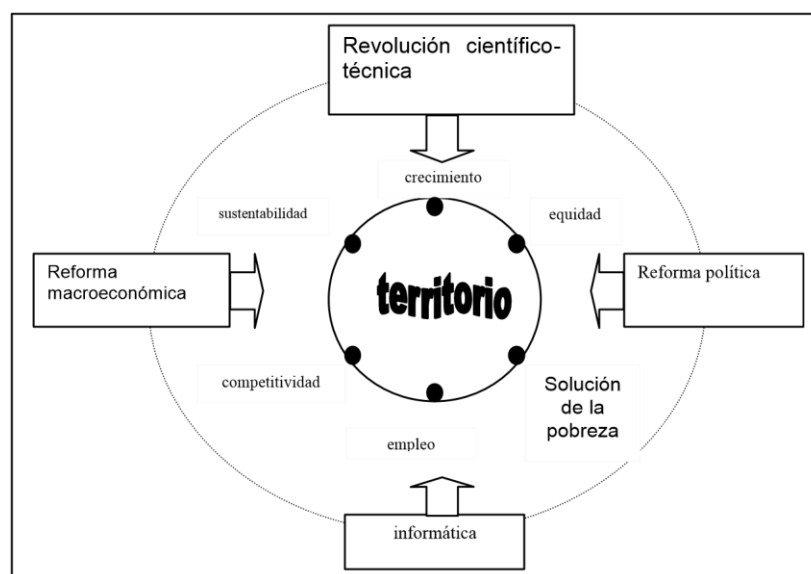 Revolución científico-
técnica
crecimiento
sustentabilidad
equidad
Reforma
macroeconómica
territorio
Reforma política
competitividad
Solución
de la
pobreza
empleo
informática